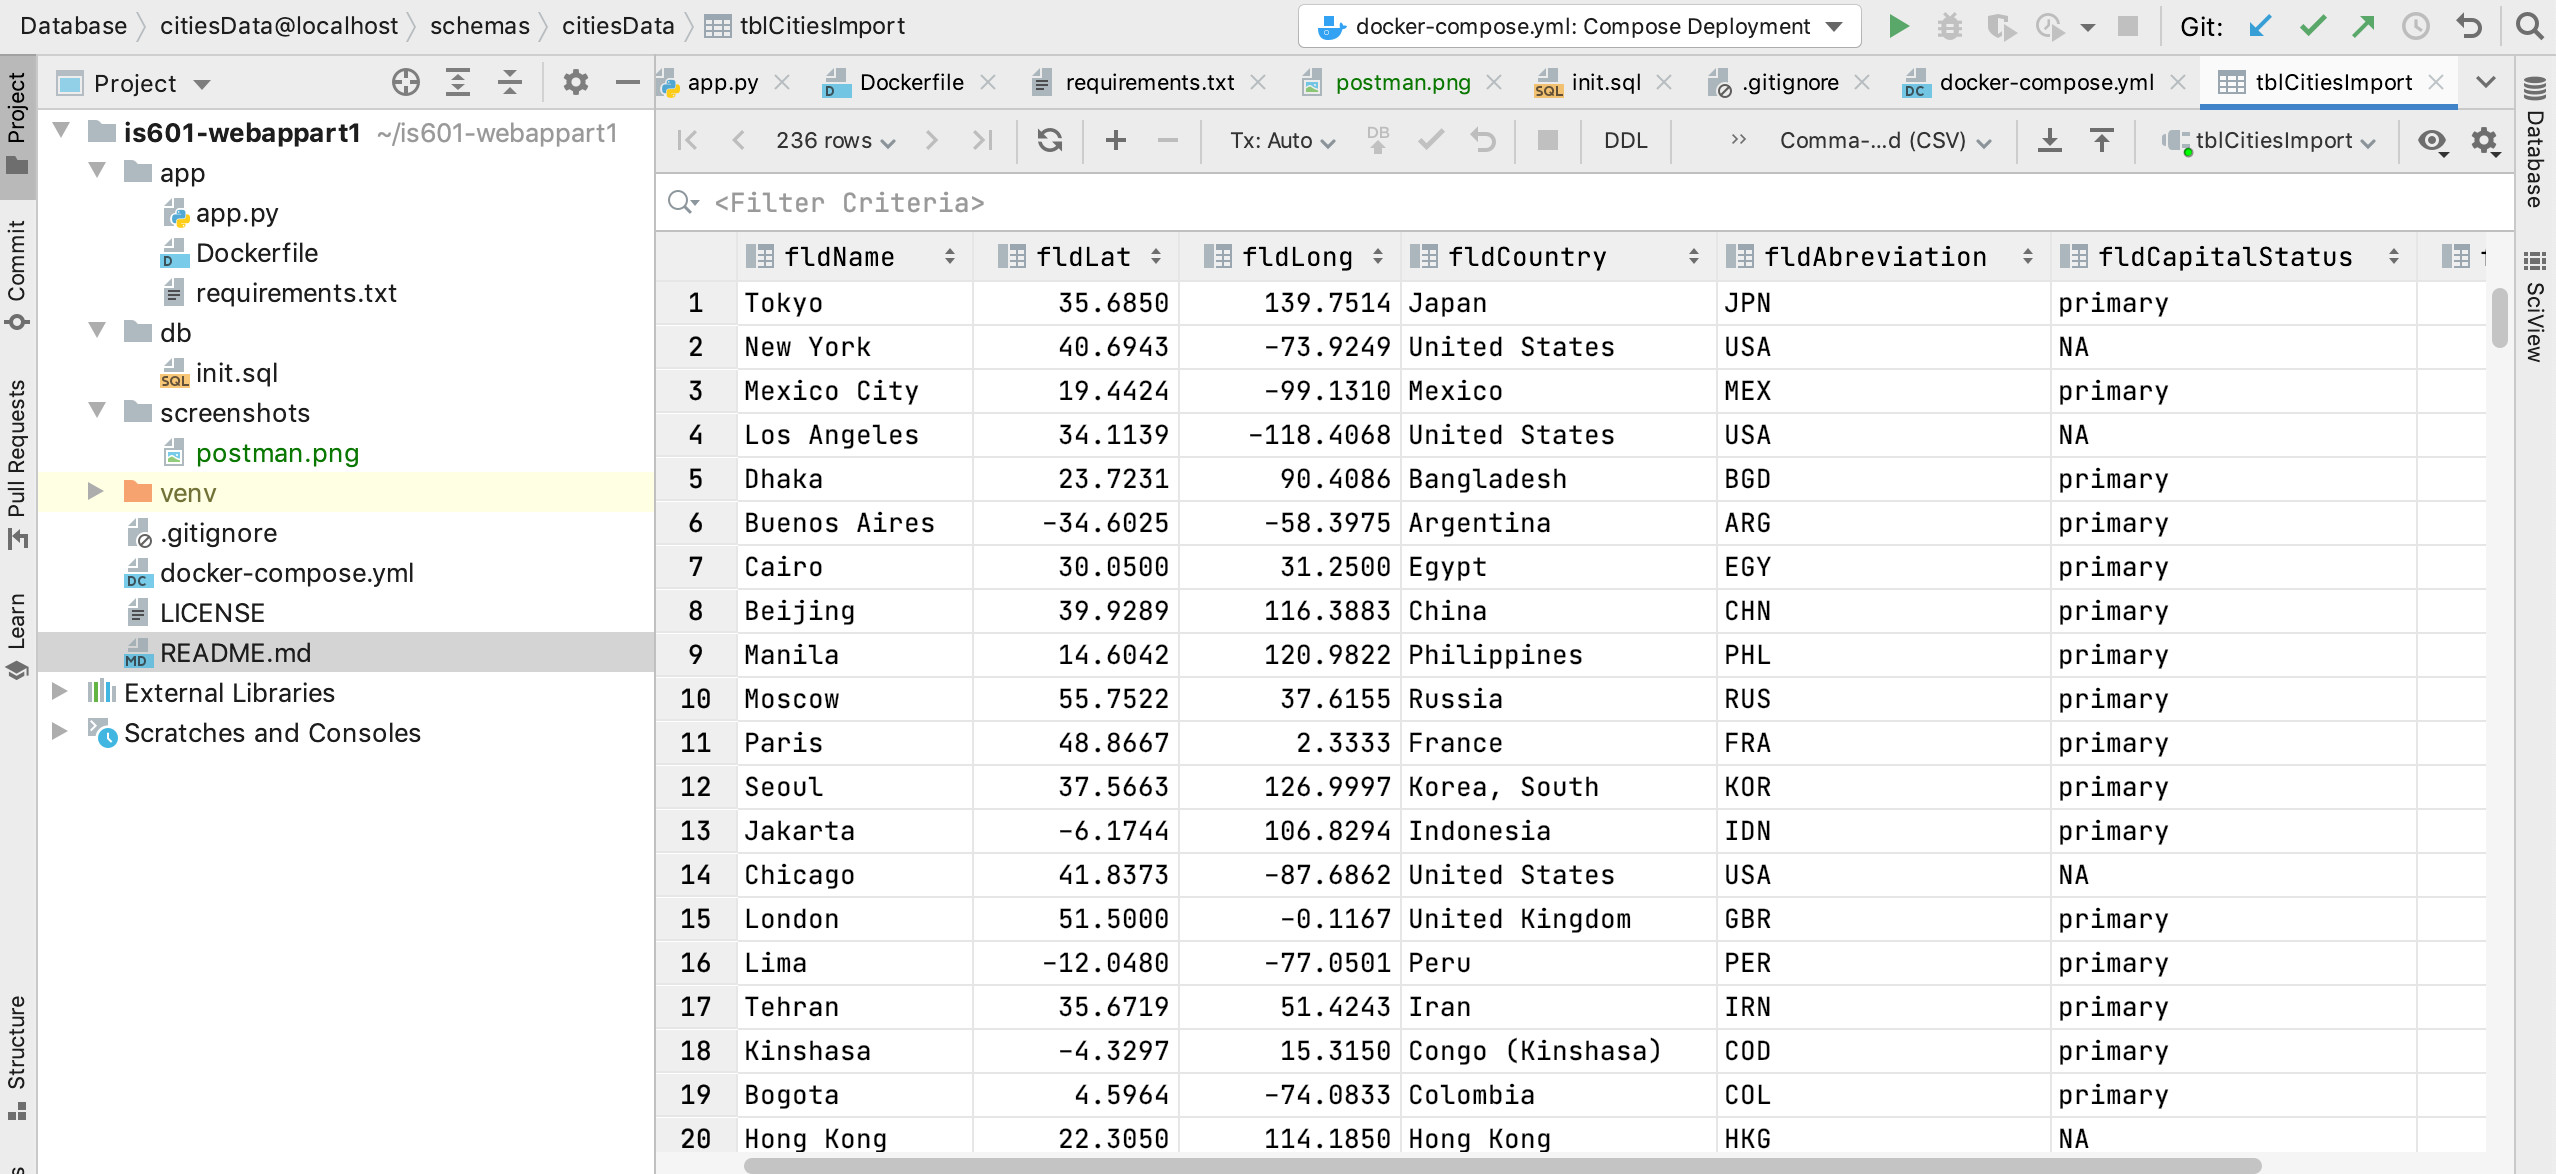 Database citiesData@localhost schemas citiesData tblCitiesImport docker-compose.yml: Compose Deployment Git:
Project app.py Dockerfile requirements.txt postman.png init.sql .gitignore docker-compose.yml tblCitiesImport
236 rows Tx: Auto DB DDL >> Comma-...d (CSV) tblCitiesImport
<Filter Criteria>
Project
Commit
Pull Requests
Learn
Structure
Database
SciView
is601-webappart1 ~/is601-webappart1
app
app.py
Dockerfile
requirements.txt
db
init.sql
screenshots
postman.png
venv
.gitignore
docker-compose.yml
LICENSE
README.md
External Libraries
Scratches and Consoles
fldName fldLat fldLong fldCountry fldAbreviation fldCapitalStatus
1 Tokyo 35.6850 139.7514 Japan JPN primary
2 New York 40.6943 -73.9249 United States USA NA
3 Mexico City 19.4424 -99.1310 Mexico MEX primary
4 Los Angeles 34.1139 -118.4068 United States USA NA
5 Dhaka 23.7231 90.4086 Bangladesh BGD primary
6 Buenos Aires -34.6025 -58.3975 Argentina ARG primary
7 Cairo 30.0500 31.2500 Egypt EGY primary
8 Beijing 39.9289 116.3883 China CHN primary
9 Manila 14.6042 120.9822 Philippines PHL primary
10 Moscow 55.7522 37.6155 Russia RUS primary
11 Paris 48.8667 2.3333 France FRA primary
12 Seoul 37.5663 126.9997 Korea, South KOR primary
13 Jakarta -6.1744 106.8294 Indonesia IDN primary
14 Chicago 41.8373 -87.6862 United States USA NA
15 London 51.5000 -0.1167 United Kingdom GBR primary
16 Lima -12.0480 -77.0501 Peru PER primary
17 Tehran 35.6719 51.4243 Iran IRN primary
18 Kinshasa -4.3297 15.3150 Congo (Kinshasa) COD primary
19 Bogota 4.5964 -74.0833 Colombia COL primary
20 Hong Kong 22.3050 114.1850 Hong Kong HKG NA